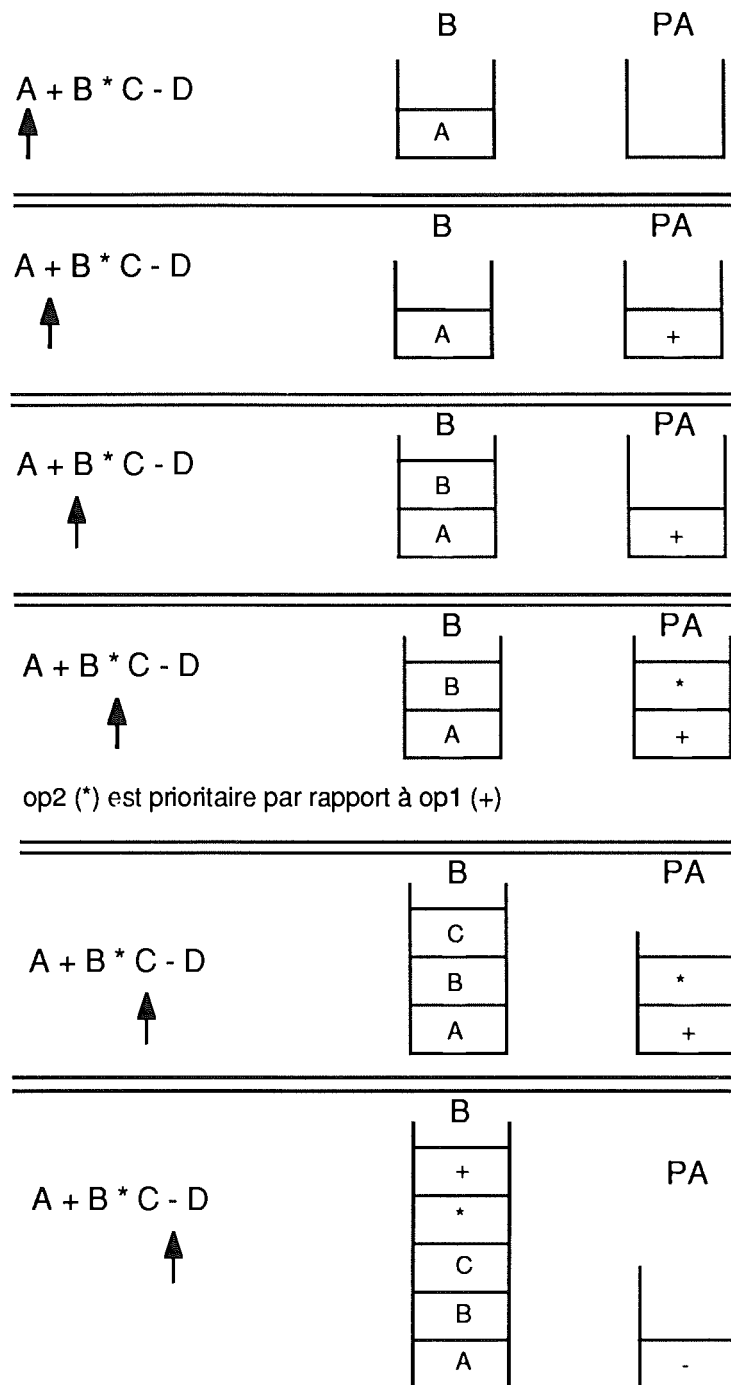 B PA
A + B * C - D
A
B PA
A + B * C - D
A +
B PA
A + B * C - D
B
A +
B PA
A + B * C - D
B *
A +
op2 (*) est prioritaire par rapport à op1 (+)
B PA
C
A + B * C - D
B *
A +
B
+
PA
A + B * C - D
*
C
B
A -